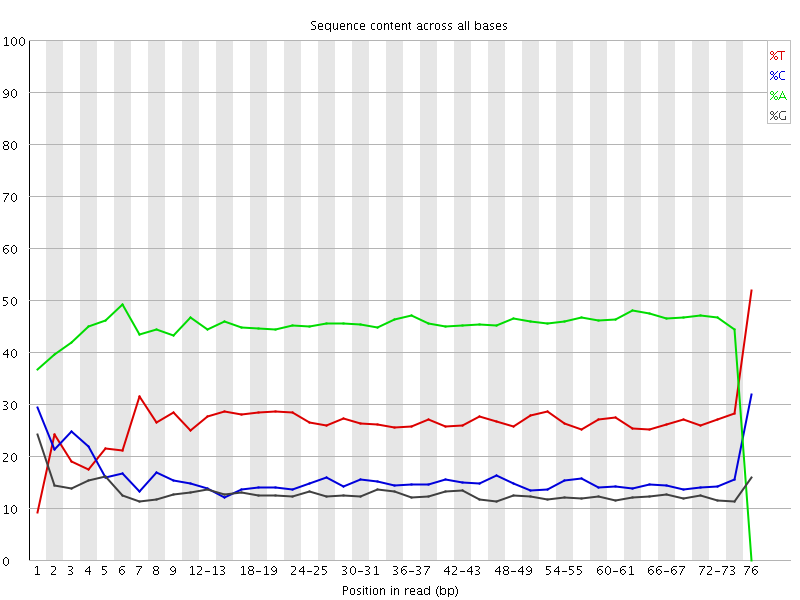 Sequence content across all bases
100
90
80
70
60
50
40
30
20
10
0
%T
%C
%A
%G
1 2 3 4 5 6 7 8 9 12-13 18-19 24-25 30-31 36-37 42-43 48-49 54-55 60-61 66-67 72-73 76
Position in read (bp)